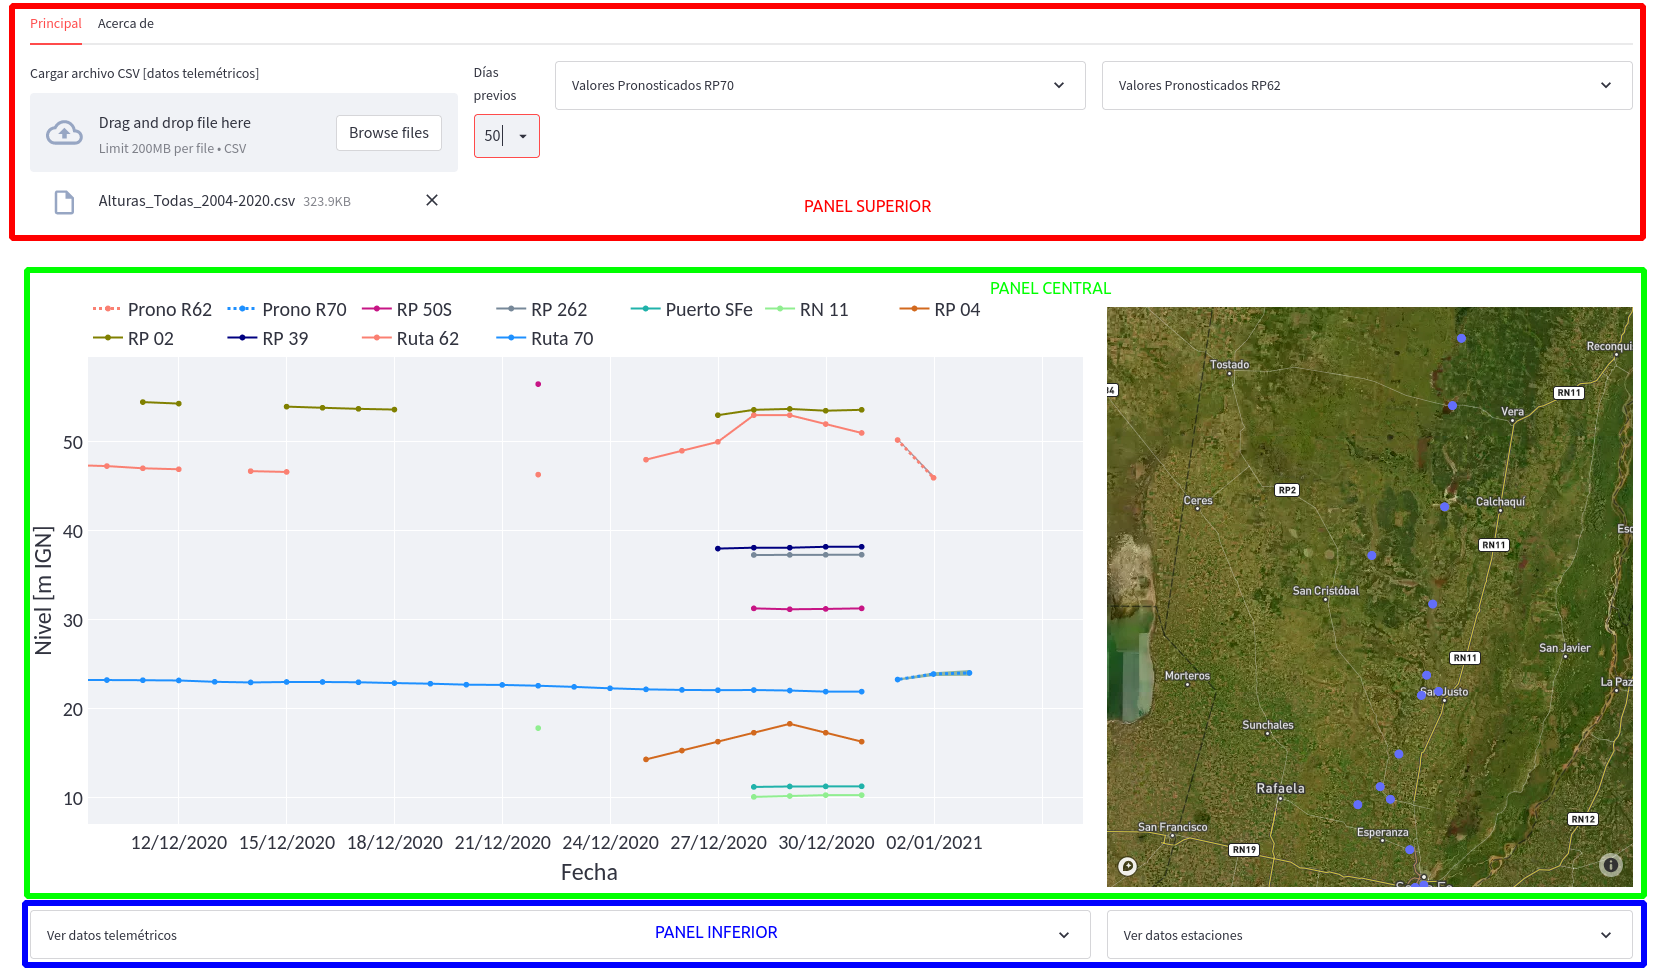 Principal Acerca de
Cargar archivo CSV [datos telemétricos]
Drag and drop file here
Limit 200MB per file • CSV
Browse files
Alturas_Todas_2004-2020.csv 323.9KB
Días
previos
50
Valores Pronosticados RP70
Valores Pronosticados RP62
PANEL SUPERIOR
PANEL CENTRAL
Prono R62 Prono R70 RP 50S RP 262 Puerto SFe RN 11 RP 04
RP 02 RP 39 Ruta 62 Ruta 70
Nivel [m IGN]
50
40
30
20
10
12/12/2020 15/12/2020 18/12/2020 21/12/2020 24/12/2020 27/12/2020 30/12/2020 02/01/2021
Fecha
Reconqui
Tostado
34
RN11
Vera
RP2
Ceres
Calchaquí
Esc
RN11
San Cristóbal
San Javier
RN11
Morteros
La Paz
San Justo
Sunchales
Rafaela
San Francisco
RN12
Esperanza
RN19
Ver datos telemétricos
PANEL INFERIOR
Ver datos estaciones